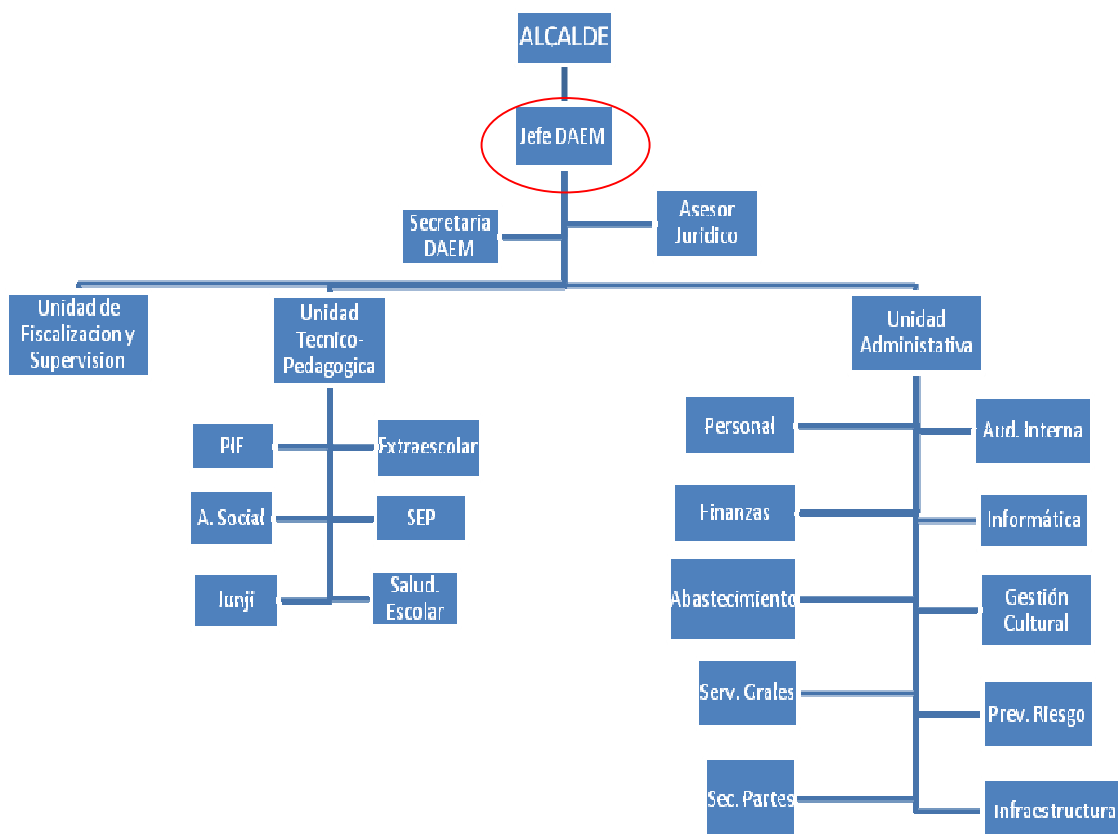 ALCALDE
Jefe DAEM
Secretaria
DAEM
Asesor
Juridico
Unidad de
Fiscalizacion y
Supervision
Unidad
Tecnico-
Pedagogica
Unidad
Administativa
PIE
Extraescolar
A. Social
SEP
Junji
Salud.
Escolar
Personal
Aud. Interna
Finanzas
Informática
Abastecimiento
Gestión
Cultural
Serv. Grales
Prev. Riesgo
Sec. Partes
Infraestructura